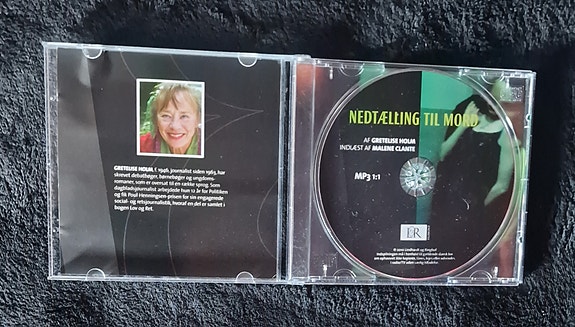 GRETELISE HOLM, f. 1946, journalist siden 1965, har
skrevet debatbøger, børnebøger og ungdoms-
romaner, som er oversat til en række sprog. Som
dagbladsjournalist arbejdede hun 12 år for Politiken
og fik Poul Henningsen-prisen for sin engagerede
social- og retsjournalistik, hvoraf en del er samlet i
bogen Lov og Ret.
NEDTÆLLING TIL MORD
AF GRETELISE HOLM
INDLÆST AF MALENE CLANTE
MP3 1:1
L&R